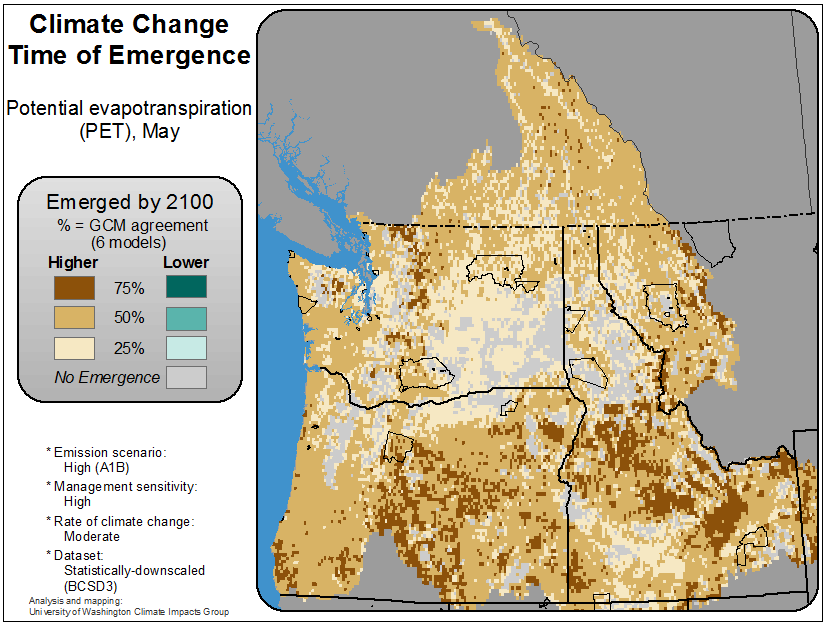 Climate Change
Time of Emergence
Potential evapotranspiration
(PET), May
Emerged by 2100
% = GCM agreement
(6 models)
Higher Lower
75%
50%
25%
No Emergence
* Emission scenario:
High (A1B)
* Management sensitivity:
High
* Rate of climate change:
Moderate
* Dataset:
Statistically-downscaled
(BCSD3)
Analysis and mapping:
University of Washington Climate Impacts Group